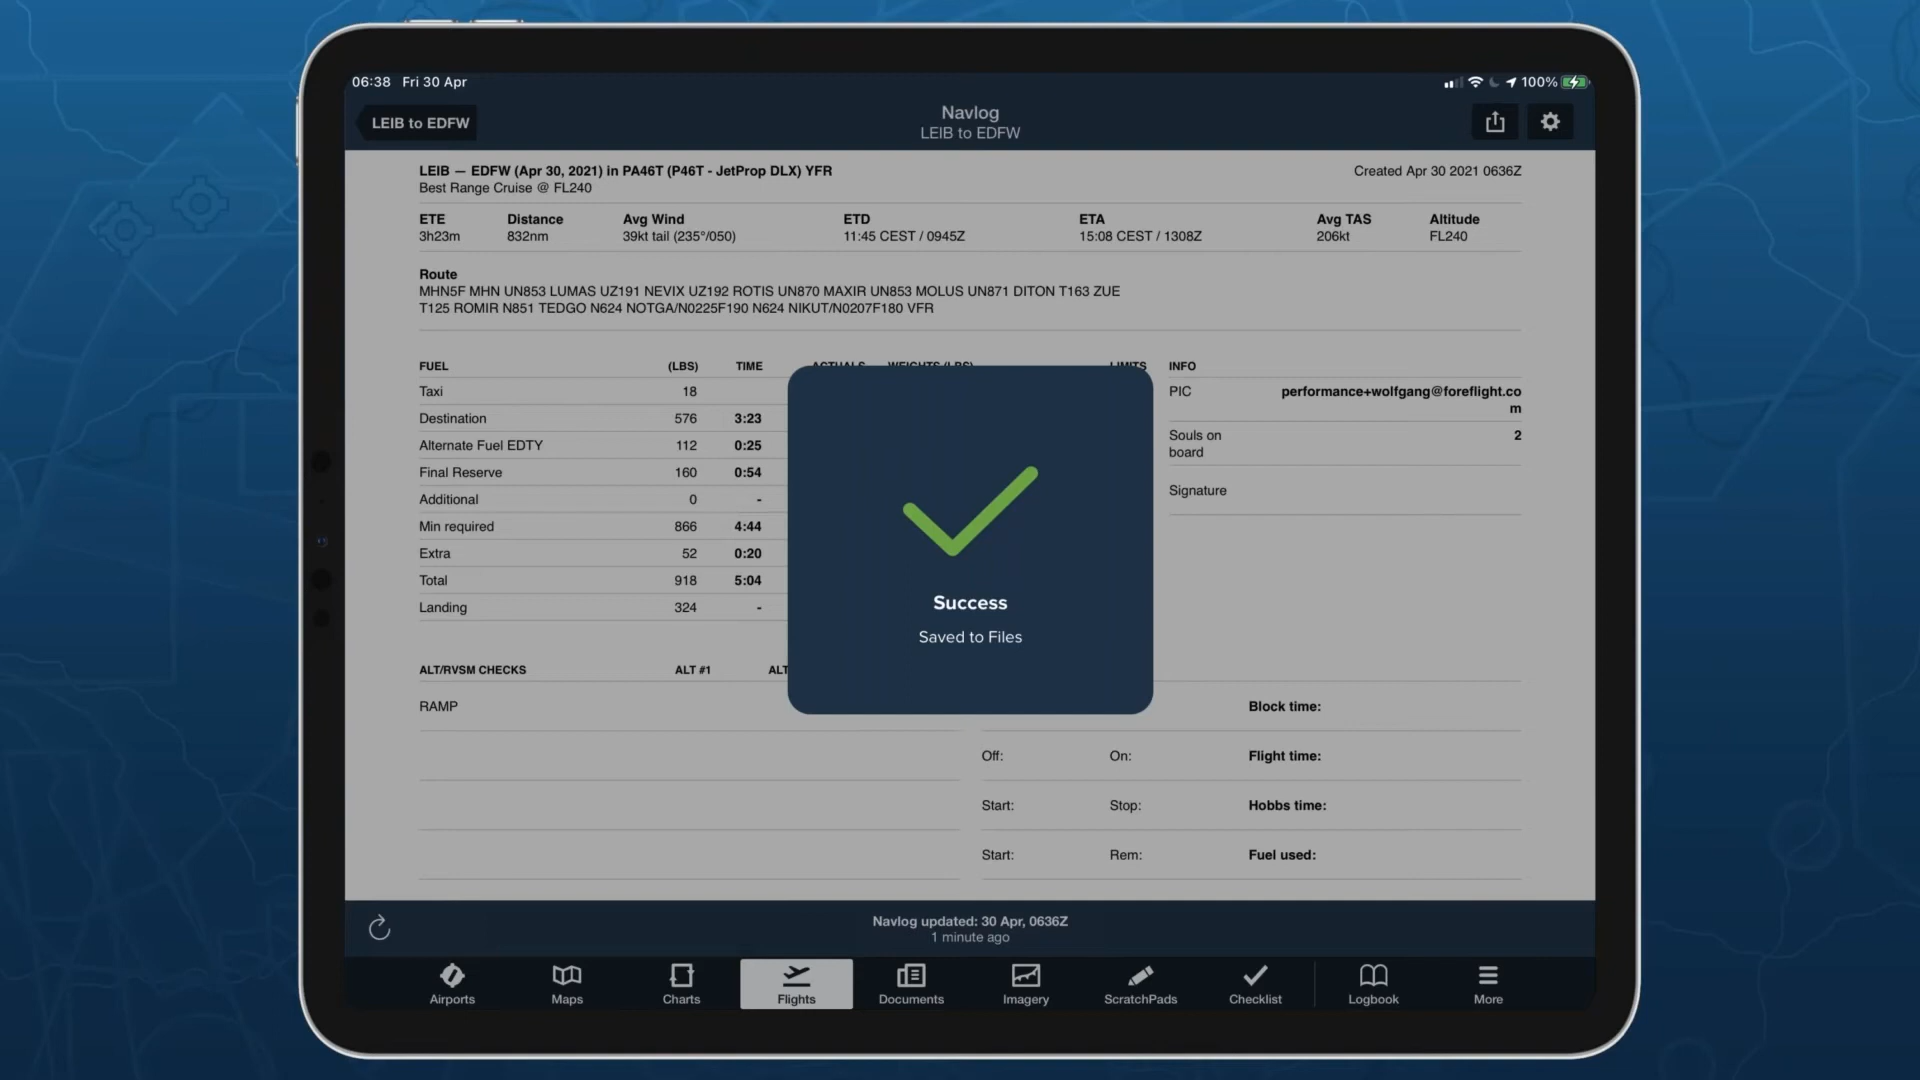 06:38 Fri 30 Apr
100%
LEIB to EDFW
Navlog
LEIB to EDFW
LEIB — EDFW (Apr 30, 2021) in PA46T (P46T - JetProp DLX) YFR
Created Apr 30 2021 0636Z
Best Range Cruise @ FL240
ETE Distance Avg Wind ETD ETA Avg TAS Altitude
3h23m 832nm 39kt tail (235°/050) 11:45 CEST / 0945Z 15:08 CEST / 1308Z 206kt FL240
Route
MHN5F MHN UN853 LUMAS UZ191 NEVIX UZ192 ROTIS UN870 MAXIR UN853 MOLUS UN871 DITON T163 ZUE
T125 ROMIR N851 TEDGO N624 NOTGA/N0225F190 N624 NIKUT/N0207F180 VFR
FUEL (LBS) TIME ACTUALS WEIGHTS (LBS) LIMITS INFO
Taxi 18
Destination 576 3:23
Alternate Fuel EDTY 112 0:25
Final Reserve 160 0:54
Additional 0 -
Min required 866 4:44
Extra 52 0:20
Total 918 5:04
Landing 324 -
PIC performance+wolfgang@foreflight.co
m
Souls on 2
board
Signature
Success
Saved to Files
ALT/RVSM CHECKS ALT #1 ALT
RAMP
Block time:
Off: On: Flight time:
Start: Stop: Hobbs time:
Start: Rem: Fuel used:
Navlog updated: 30 Apr, 0636Z
1 minute ago
Airports Maps Charts Flights Documents Imagery ScratchPads Checklist Logbook More